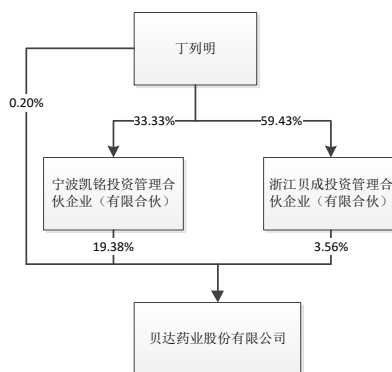 丁列明
0.20%
33.33%
59.43%
宁波凯铭投资管理合
伙企业（有限合伙）
浙江贝成投资管理合
伙企业（有限合伙）
19.38%
3.56%
贝达药业股份有限公司